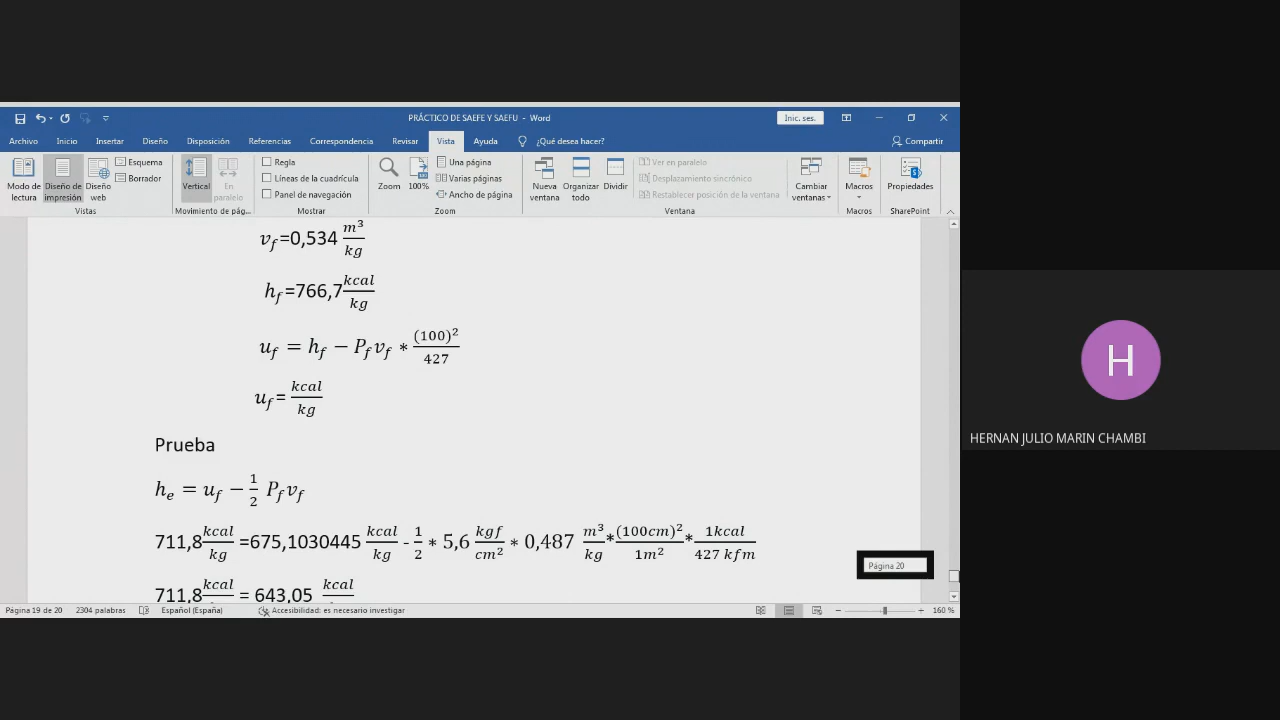 PRÁCTICO DE SAEFE Y SAEFU - Word
Inic. ses.
Archivo Inicio Insertar Diseño Disposición Referencias Correspondencia Revisar Vista Ayuda ¿Qué desea hacer? Compartir
Modo de lectura
Diseño de impresión
Diseño web
Esquema
Borrador
Vistas
Vertical
En paralelo
Movimiento de pág...
Regla
Líneas de la cuadrícula
Panel de navegación
Mostrar
Zoom
100%
Una página
Varias páginas
Ancho de página
Zoom
Nueva ventana
Organizar todo
Dividir
Ver en paralelo
Desplazamiento sincrónico
Restablecer posición de la ventana
Ventana
Cambiar ventanas
Macros
Macros
Propiedades
SharePoint
v_f=0,534 m³/kg
h_f=766,7 kcal/kg
u_f = h_f − P_f v_f ∗ (100)²/427
u_f= kcal/kg
Prueba
h_e = u_f − 1/2 P_f v_f
711,8 kcal/kg =675,1030445 kcal/kg - 1/2 ∗ 5,6 kgf/cm² ∗ 0,487 m³/kg * (100cm)²/1m² * 1kcal/427 kfm
711,8 kcal = 643,05 kcal
Página 20
Página 19 de 20 2304 palabras Español (España) Accesibilidad: es necesario investigar 160 %
H
HERNAN JULIO MARIN CHAMBI